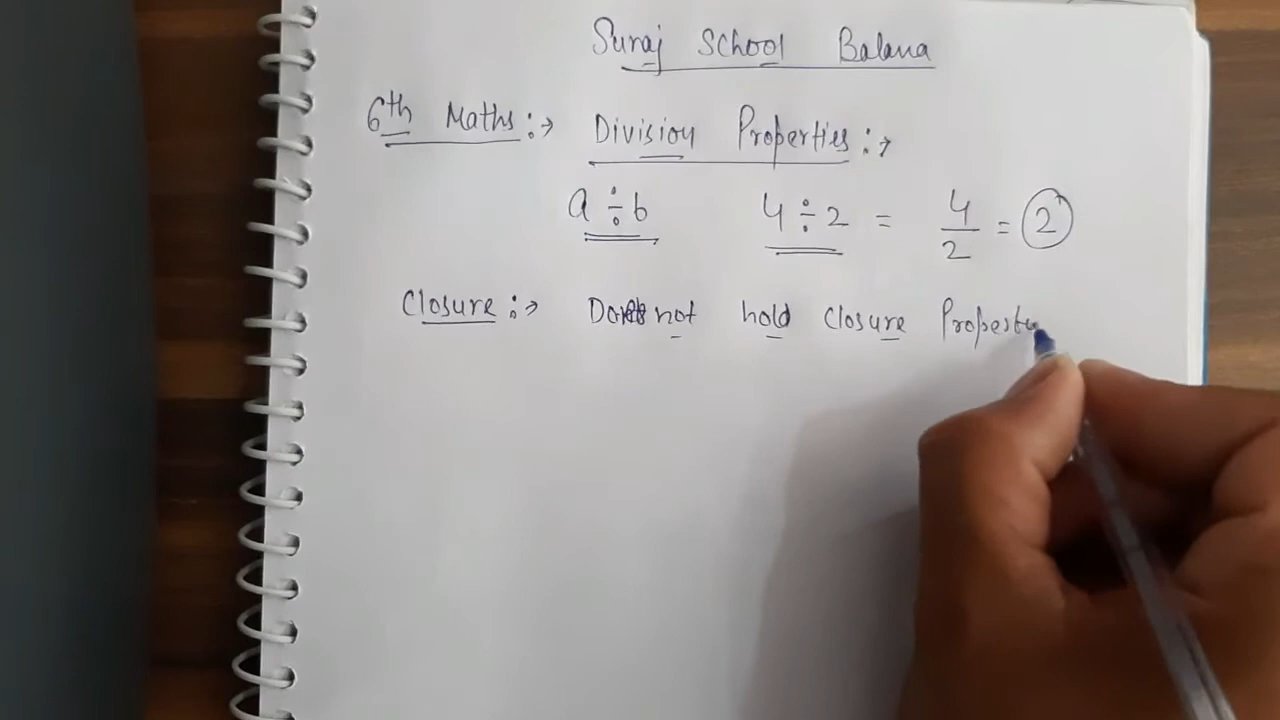 Suraj School Balana
6th Maths :→ Division Properties :→
a ÷ b 4 ÷ 2 = 4/2 = 2
Closure :→ not hold closure